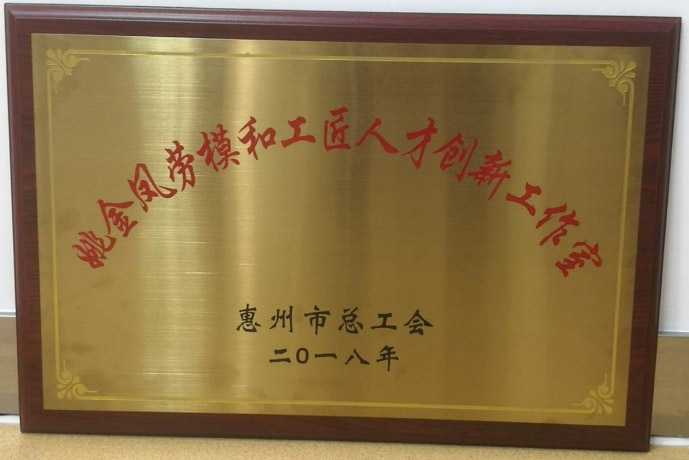 姚金凤劳模和工匠人才创新工作室
惠州市总工会
二〇一八年